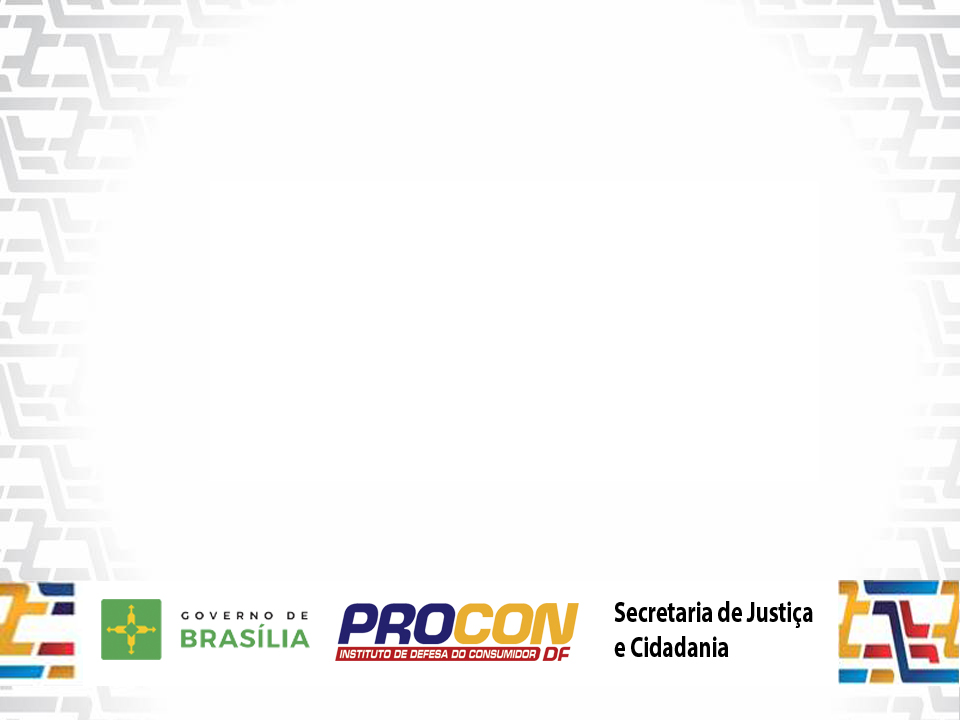 GOVERNO DE
BRASÍLIA
PROCON
INSTITUTO DE DEFESA DO CONSUMIDOR DF
Secretaria de Justiça
e Cidadania